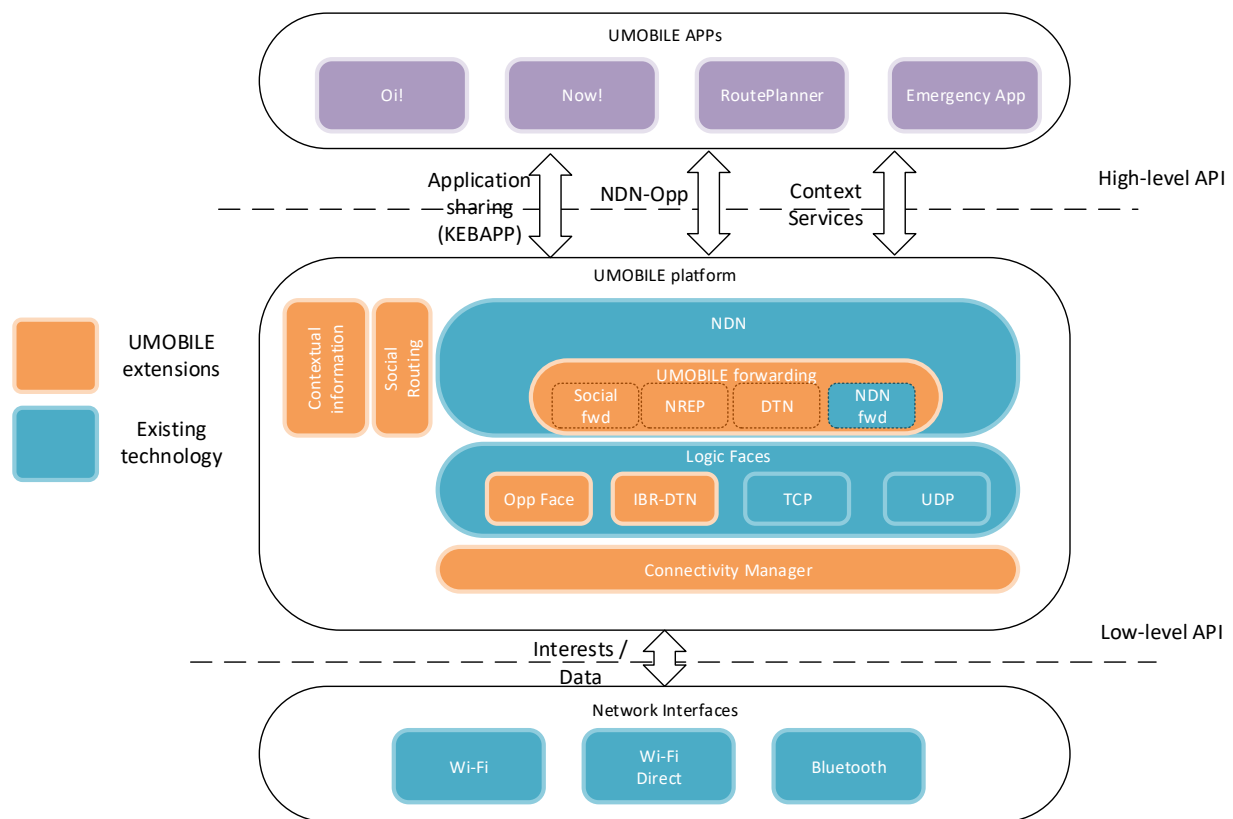 UMOBILE APPs
Oi!
Now!
RoutePlanner
Emergency App
Application
sharing
(KEBAPP)
NDN-Opp
Context
Services
High-level API
UMOBILE platform
UMOBILE
extensions
Existing
technology
Contextual
information
Social
Routing
NDN
UMOBILE forwarding
Social
fwd
NREP
DTN
NDN
fwd
Logic Faces
Opp Face
IBR-DTN
TCP
UDP
Connectivity Manager
Low-level API
Interests /
Data
Network Interfaces
Wi-Fi
Wi-Fi
Direct
Bluetooth